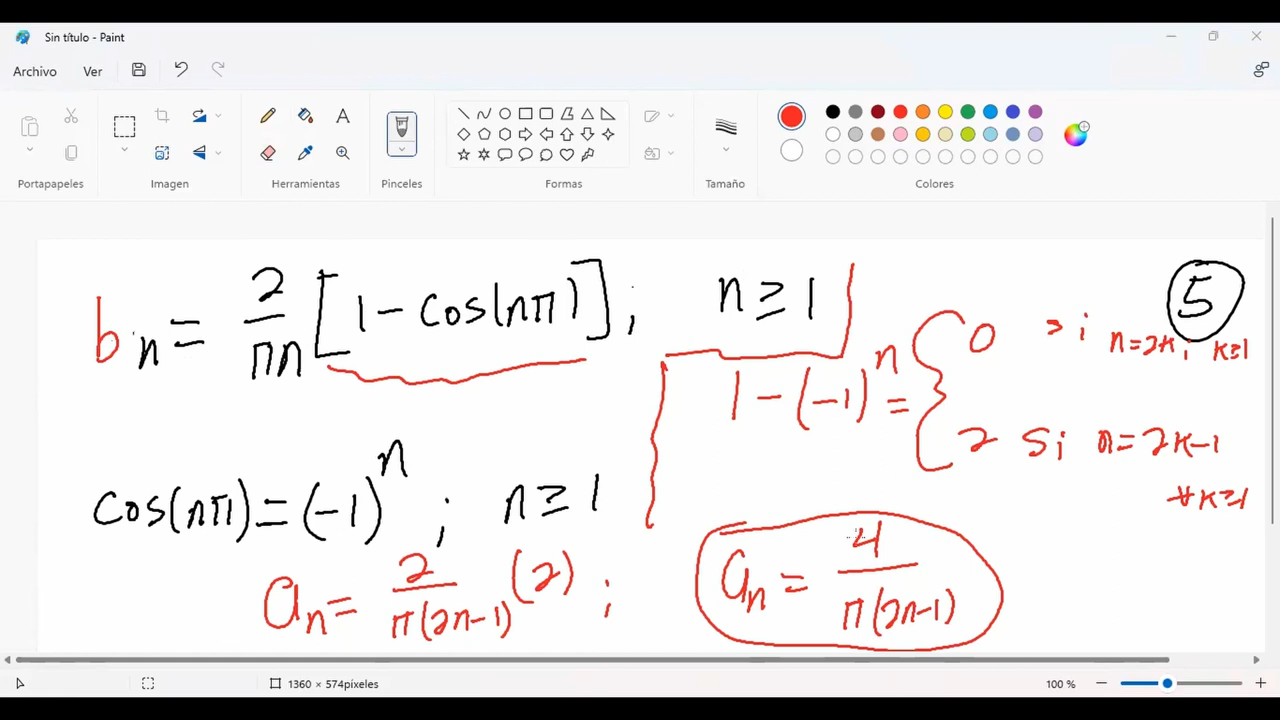 Sin título - Paint
Archivo Ver
Portapapeles Imagen Herramientas Pinceles Formas Tamaño Colores
b_n = 2/πn [1 - cos(nπ)]; n ≥ 1
5
1 - (-1)^n = { 0 si n=2k; k≥1
2 si n=2k-1
∀k≥1
cos(nπ) = (-1)^n ; n ≥ 1
a_n = 2/π(2n-1) (2) ; a_n = 4/π(2n-1)
1360 × 574píxeles 100 %